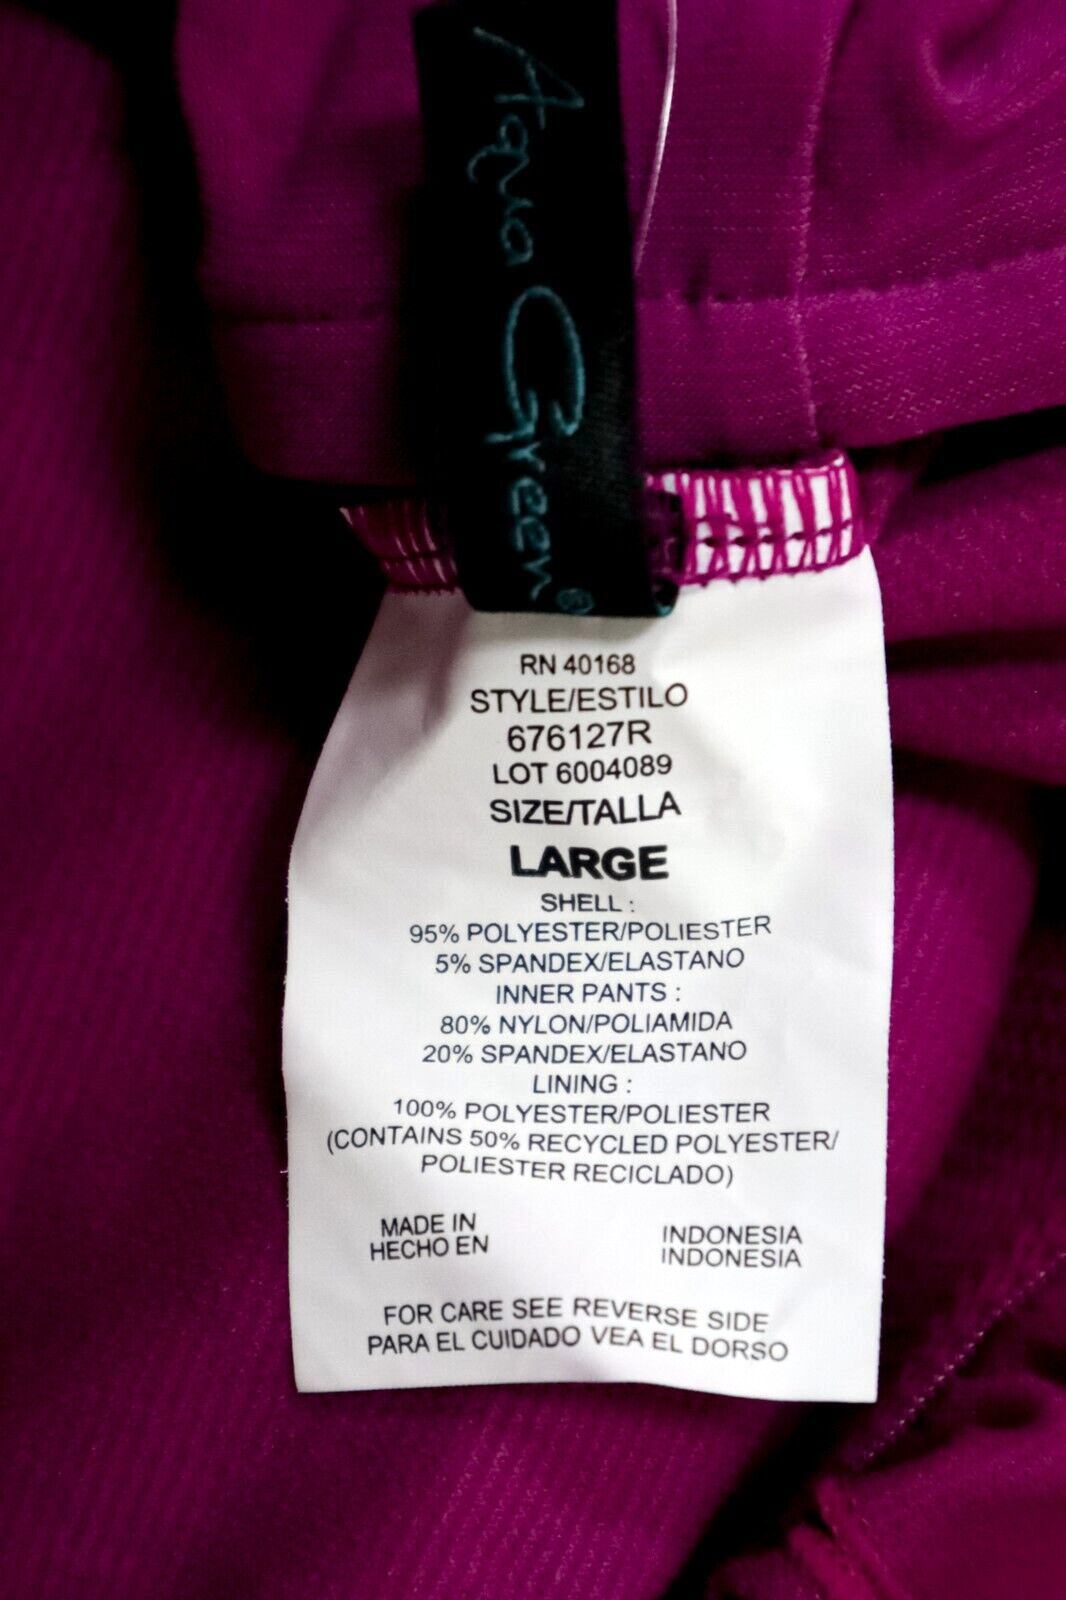 Aqua Green®
RN 40168
STYLE/ESTILO
676127R
LOT 6004089
SIZE/TALLA
LARGE
SHELL :
95% POLYESTER/POLIESTER
5% SPANDEX/ELASTANO
INNER PANTS :
80% NYLON/POLIAMIDA
20% SPANDEX/ELASTANO
LINING :
100% POLYESTER/POLIESTER
(CONTAINS 50% RECYCLED POLYESTER/
POLIESTER RECICLADO)
MADE IN INDONESIA
HECHO EN INDONESIA
FOR CARE SEE REVERSE SIDE
PARA EL CUIDADO VEA EL DORSO